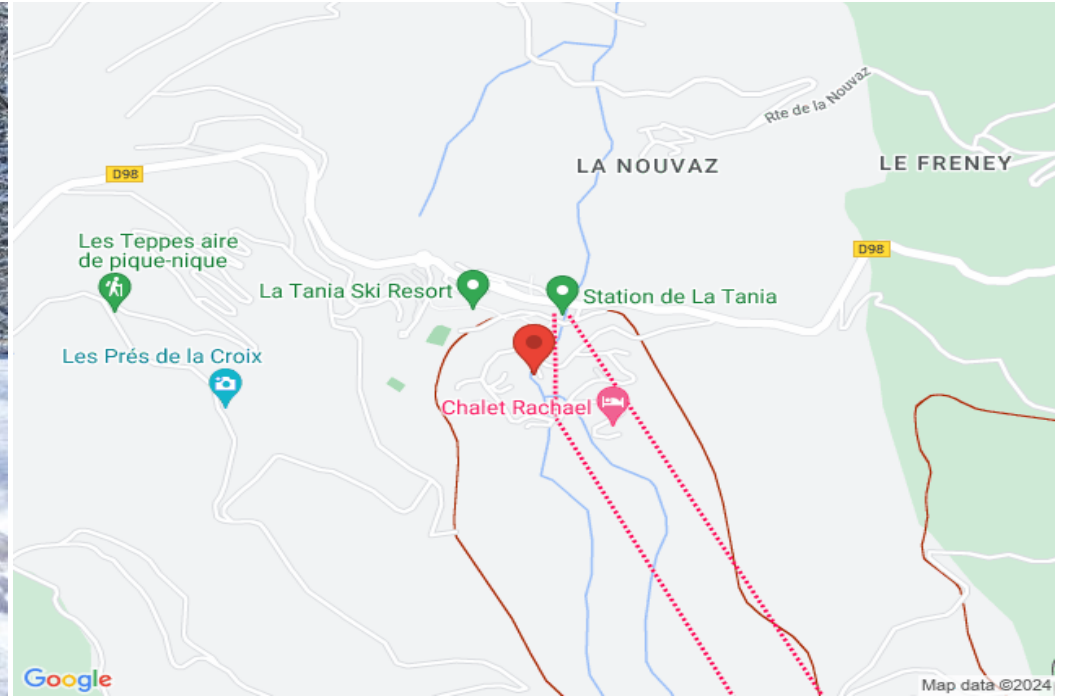 Rte de la Nouvaz
LA NOUVAZ
LE FRENEY
D98
Les Teppes aire
de pique-nique
D98
La Tania Ski Resort
Station de La Tania
Les Prés de la Croix
Chalet Rachael
Google
Map data ©2024